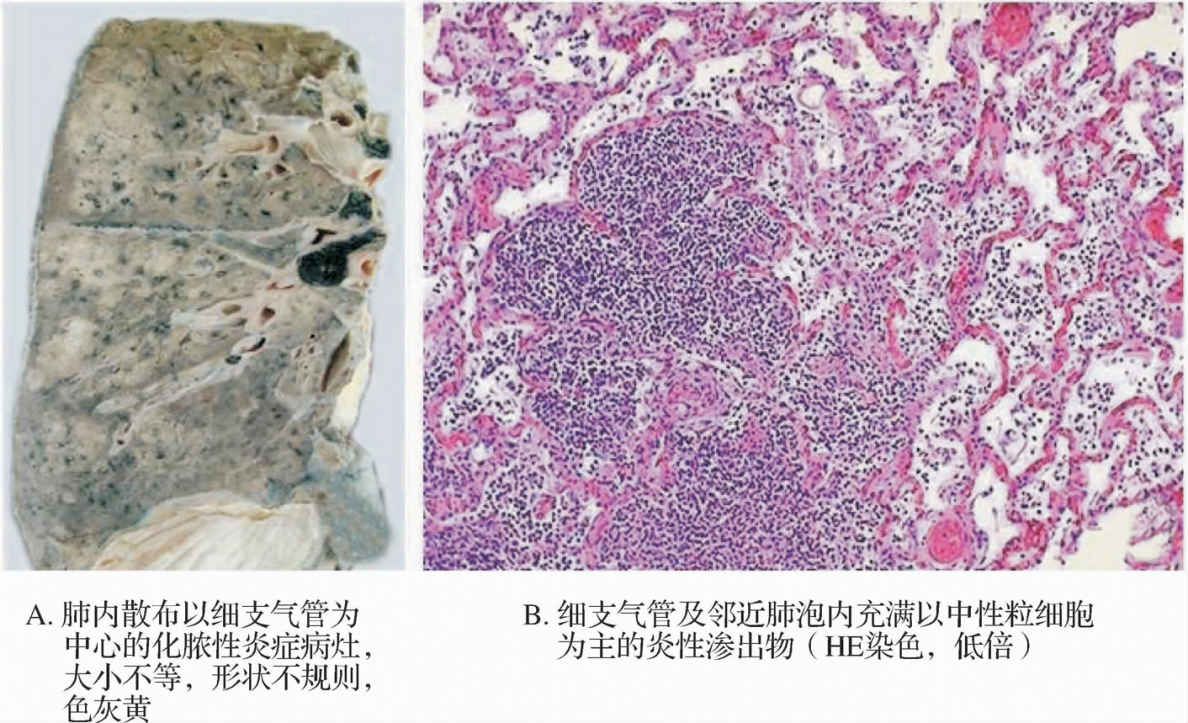 A. 肺内散布以细支气管为
中心的化脓性炎症病灶，
大小不等，形状不规则，
色灰黄
B. 细支气管及邻近肺泡内充满以中性粒细胞
为主的炎性渗出物（HE染色，低倍）